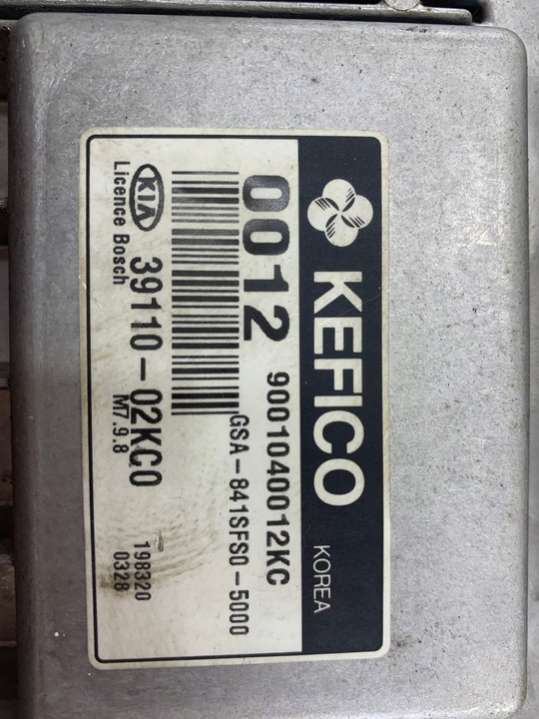 KEFICO KOREA
0012 9001040012KC
GSA-841SFS0-5000
KIA 39110-02KC0 198320
Licence Bosch M7.9.8 0328